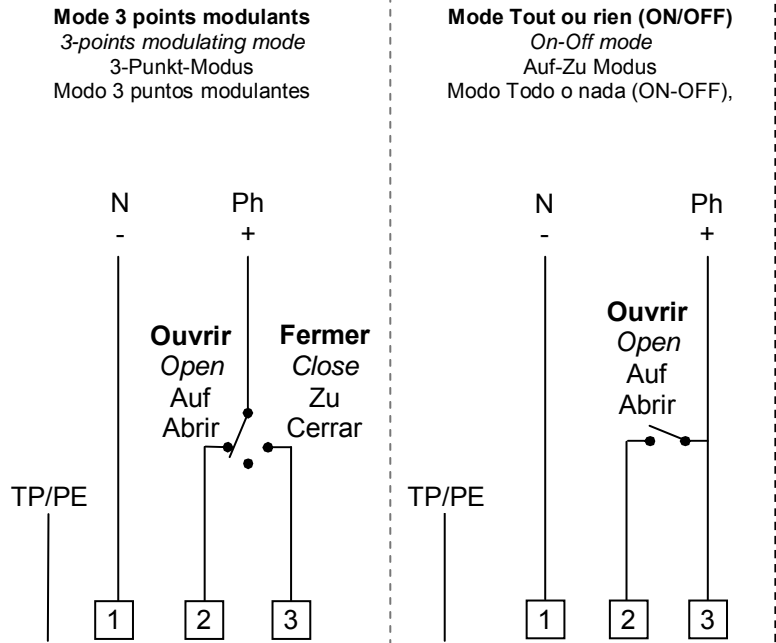 Mode 3 points modulants
3-points modulating mode
3-Punkt-Modus
Modo 3 puntos modulantes
N
Ph
-
+
Ouvrir
Fermer
Open
Close
Auf
Zu
Abrir
Cerrar
TP/PE
1
2
3
Mode Tout ou rien (ON/OFF)
On-Off mode
Auf-Zu Modus
Modo Todo o nada (ON-OFF),
N
Ph
-
+
Ouvrir
Open
Auf
Abrir
TP/PE
1
2
3